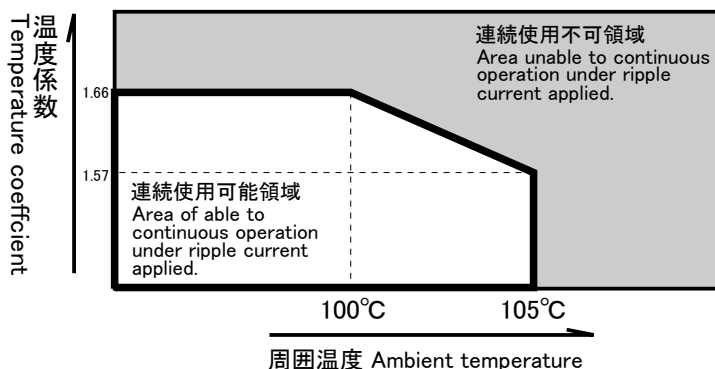 温度係数
Temperature coeffcient
連続使用不可領域
Area unable to continuous
operation under ripple
current applied.
1.66
1.57
連続使用可能領域
Area of able to
continuous operation
under ripple current
applied.
100℃
105℃
周囲温度 Ambient temperature